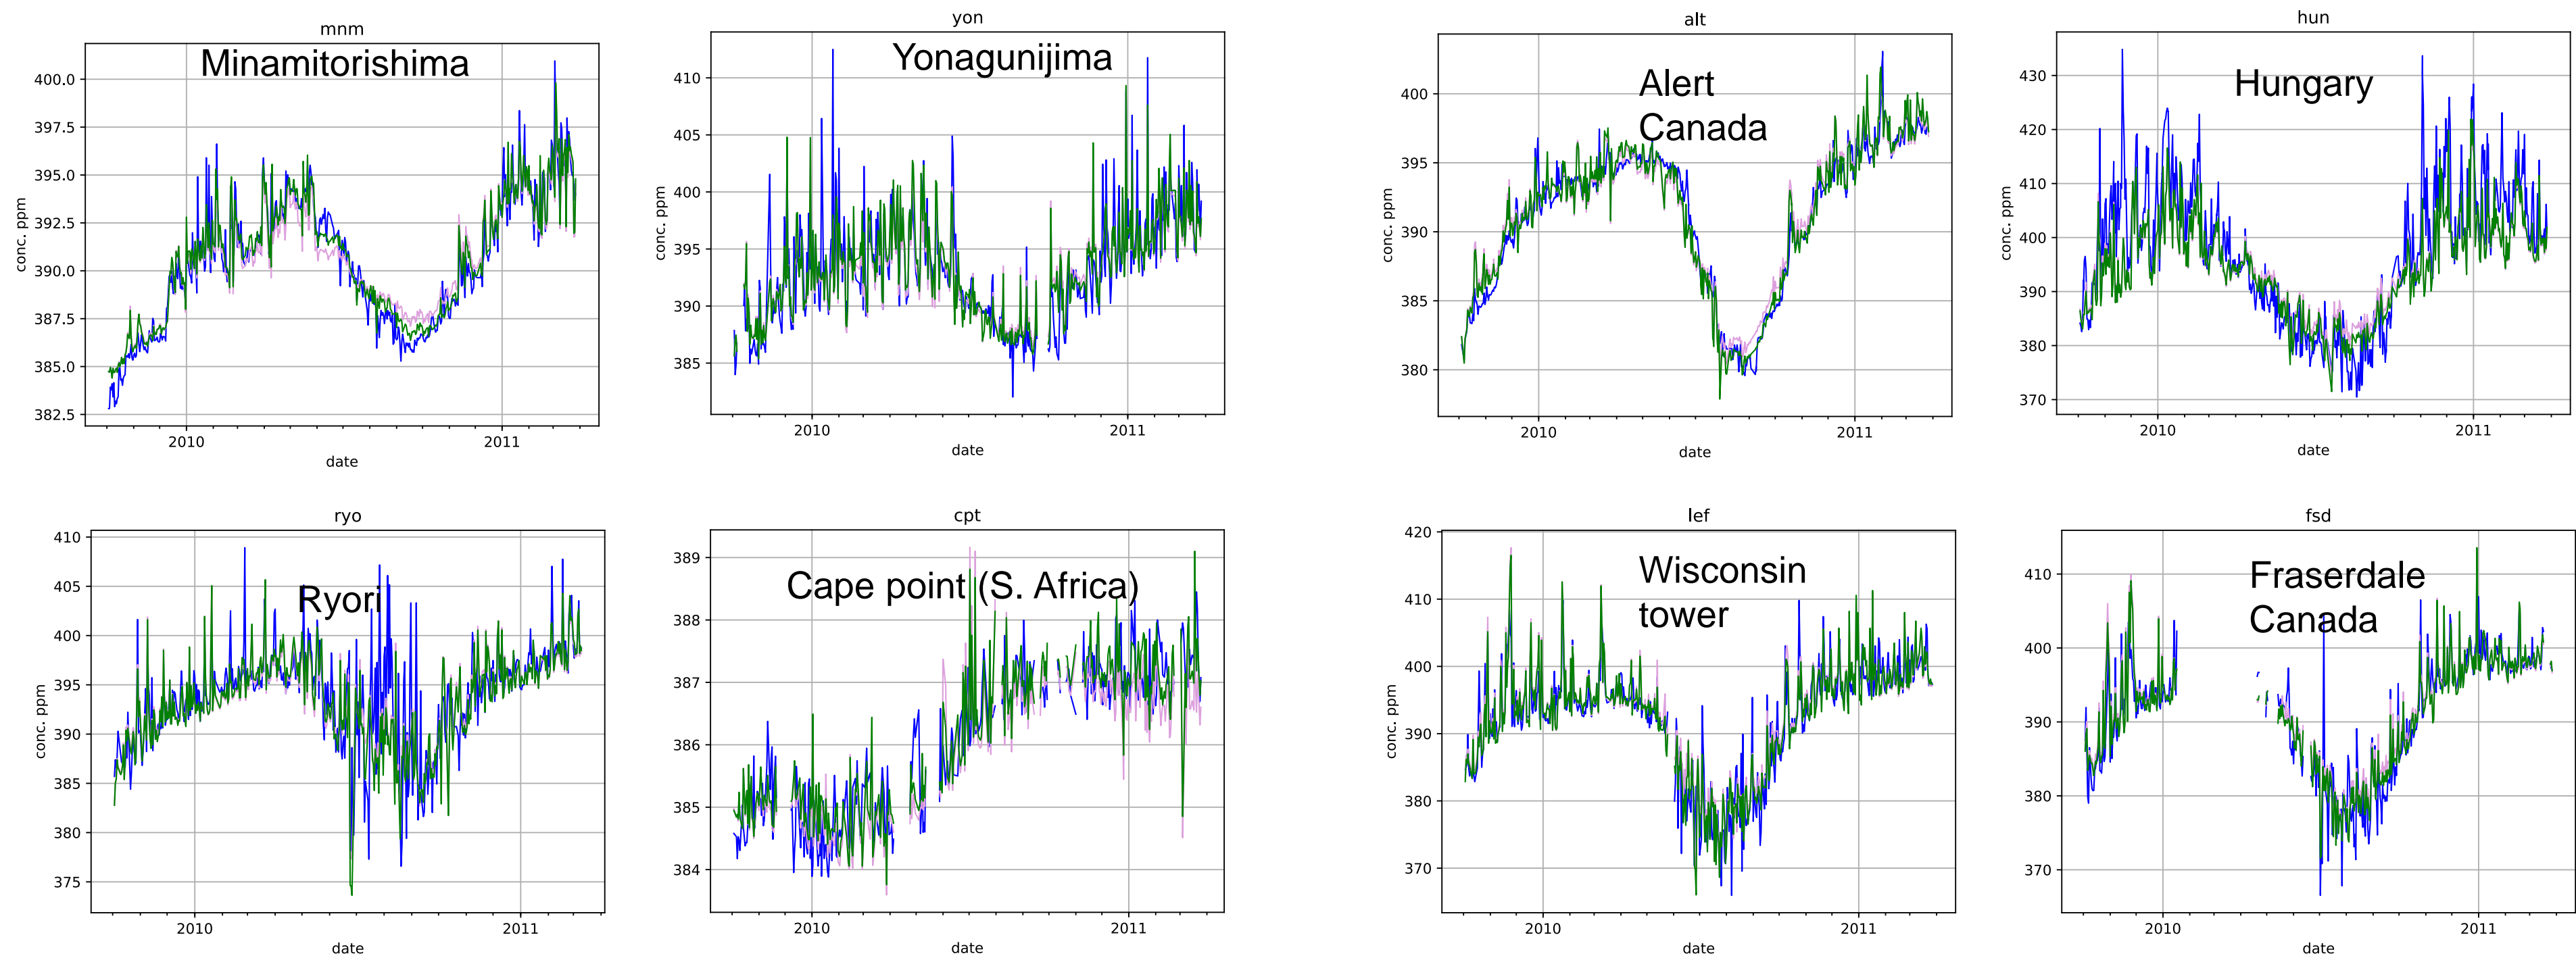 mnm
Minamitorishima
400.0
397.5
395.0
392.5
390.0
387.5
385.0
382.5
conc. ppm
2010
2011
date
yon
Yonagunijima
410
405
400
395
390
385
conc. ppm
2010
2011
date
alt
Alert
Canada
400
395
390
385
380
conc. ppm
2010
2011
date
hun
Hungary
430
420
410
400
390
380
370
conc. ppm
2010
2011
date
ryo
Ryori
410
405
400
395
390
385
380
375
conc. ppm
2010
2011
date
cpt
Cape point (S. Africa)
389
388
387
386
385
384
conc. ppm
2010
2011
date
lef
Wisconsin
tower
420
410
400
390
380
370
conc. ppm
2010
2011
date
fsd
Fraserdale
Canada
410
400
390
380
370
conc. ppm
2010
2011
date